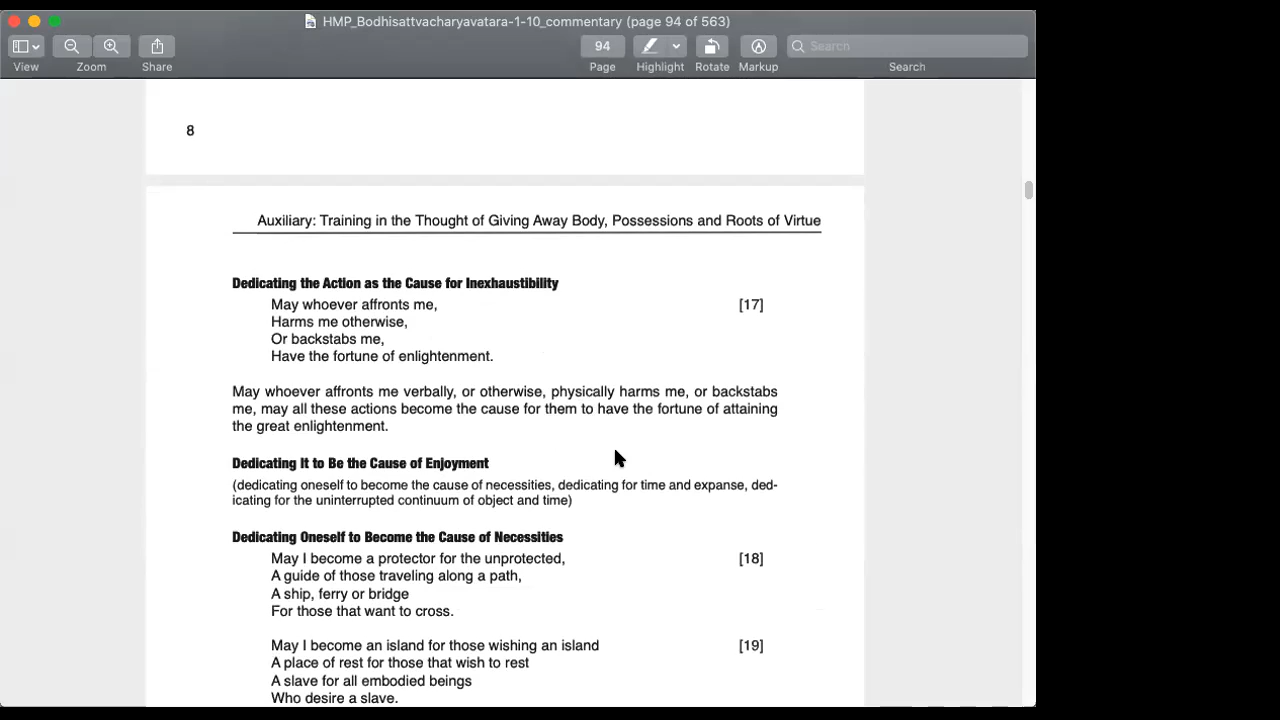 HMP_Bodhisattvacharyavatara-1-10_commentary (page 94 of 563)
94
Search
View
Zoom
Share
Page
Highlight
Rotate
Markup
Search
8
Auxiliary: Training in the Thought of Giving Away Body, Possessions and Roots of Virtue
Dedicating the Action as the Cause for Inexhaustibility
May whoever affronts me, [17]
Harms me otherwise,
Or backstabs me,
Have the fortune of enlightenment.
May whoever affronts me verbally, or otherwise, physically harms me, or backstabs
me, may all these actions become the cause for them to have the fortune of attaining
the great enlightenment.
Dedicating It to Be the Cause of Enjoyment
(dedicating oneself to become the cause of necessities, dedicating for time and expanse, ded-
icating for the uninterrupted continuum of object and time)
Dedicating Oneself to Become the Cause of Necessities
May I become a protector for the unprotected, [18]
A guide of those traveling along a path,
A ship, ferry or bridge
For those that want to cross.
May I become an island for those wishing an island [19]
A place of rest for those that wish to rest
A slave for all embodied beings
Who desire a slave.